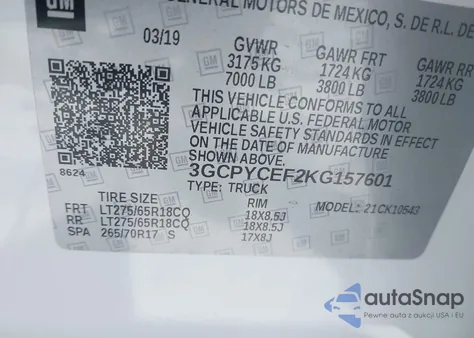 GM
GENERAL MOTORS DE MEXICO, S. DE R.L. DE
03/19
GVWR GAWR FRT GAWR RR
3175 KG 1724 KG 1724 KG
7000 LB 3800 LB 3800 LB
THIS VEHICLE CONFORMS TO ALL
APPLICABLE U.S. FEDERAL MOTOR
VEHICLE SAFETY STANDARDS IN EFFECT
ON THE DATE OF MANUFACTURE
SHOWN ABOVE.
3GCPYCEF2KG157601
8624
TYPE: TRUCK
MODEL: 21CK10543
TIRE SIZE RIM
FRT LT275/65R18CQ 18X8.5J
RR LT275/65R18CQ 18X8.5J
SPA 265/70R17 S 17X8J
autoSnap
Pewne auta z aukcji USA i EU